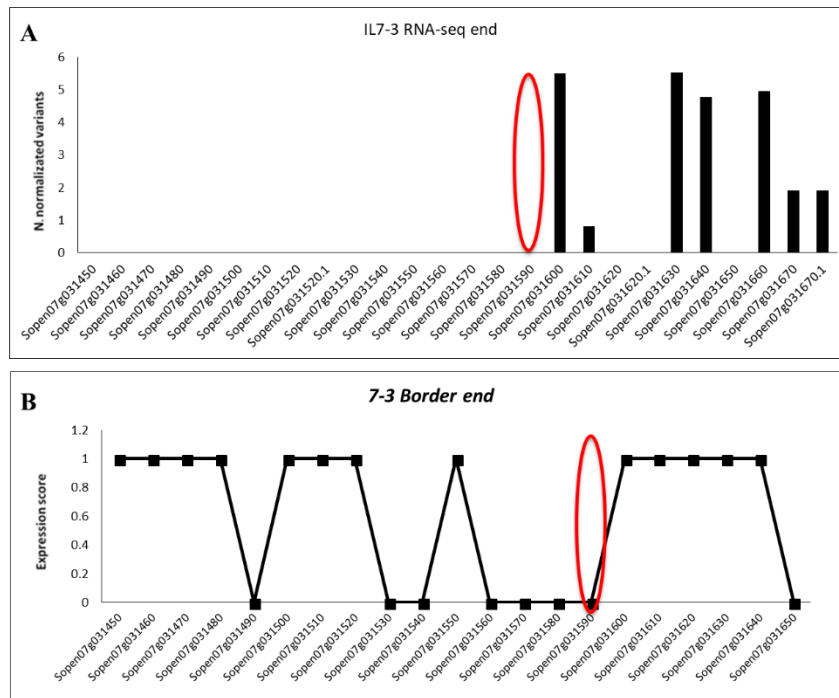 A
IL7-3 RNA-seq end
N. normalizated variants
6
5
4
3
2
1
0
Sopen07g031450
Sopen07g031460
Sopen07g031470
Sopen07g031480
Sopen07g031490
Sopen07g031500
Sopen07g031510
Sopen07g031520
Sopen07g031520.1
Sopen07g031530
Sopen07g031540
Sopen07g031550
Sopen07g031560
Sopen07g031570
Sopen07g031580
Sopen07g031590
Sopen07g031600
Sopen07g031610
Sopen07g031620
Sopen07g031620.1
Sopen07g031630
Sopen07g031640
Sopen07g031650
Sopen07g031660
Sopen07g031670
Sopen07g031670.1
B
7-3 Border end
Expression score
1.2
1
0.8
0.6
0.4
0.2
0
Sopen07g031450
Sopen07g031460
Sopen07g031470
Sopen07g031480
Sopen07g031490
Sopen07g031500
Sopen07g031510
Sopen07g031520
Sopen07g031530
Sopen07g031540
Sopen07g031550
Sopen07g031560
Sopen07g031570
Sopen07g031580
Sopen07g031590
Sopen07g031600
Sopen07g031610
Sopen07g031620
Sopen07g031630
Sopen07g031640
Sopen07g031650